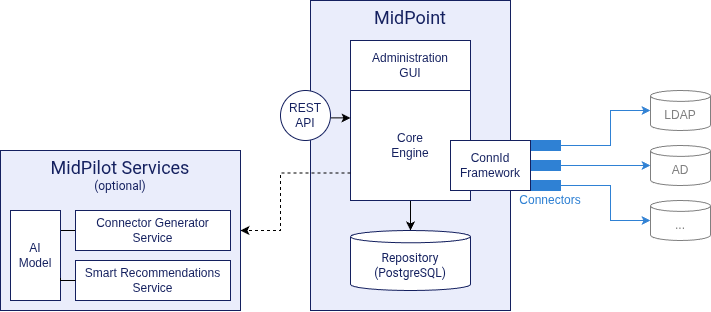 MidPoint
Administration
GUI
REST
API
Core
Engine
ConnId
Framework
Connectors
LDAP
AD
...
Repository
(PostgreSQL)
MidPilot Services
(optional)
AI
Model
Connector Generator
Service
Smart Recommendations
Service